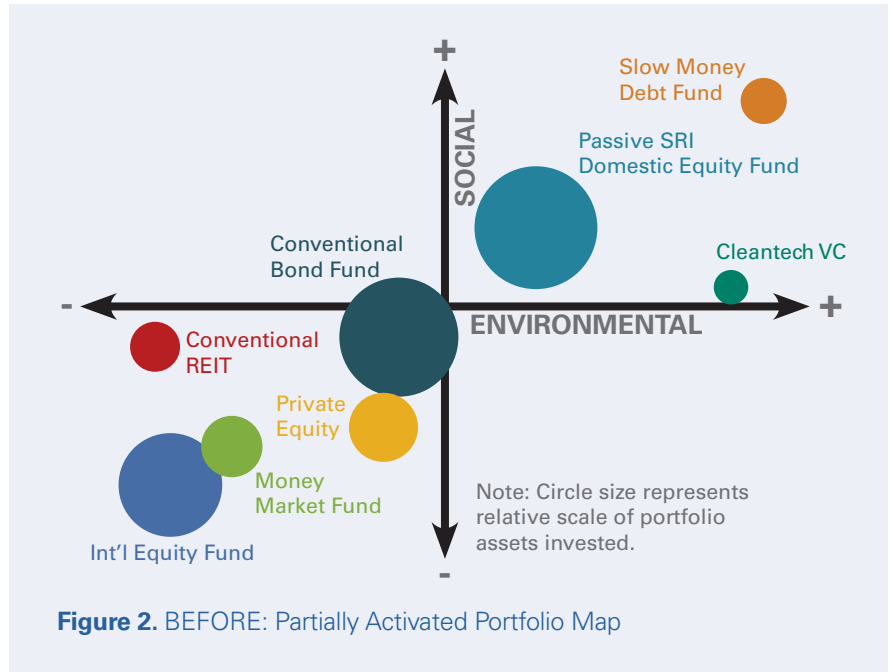 +
Slow Money
Debt Fund
SOCIAL
Passive SRI
Domestic Equity Fund
Conventional
Bond Fund
Cleantech VC
-
+
ENVIRONMENTAL
Conventional
REIT
Private
Equity
Money
Market Fund
Note: Circle size represents
relative scale of portfolio
assets invested.
Int'l Equity Fund
-
Figure 2. BEFORE: Partially Activated Portfolio Map